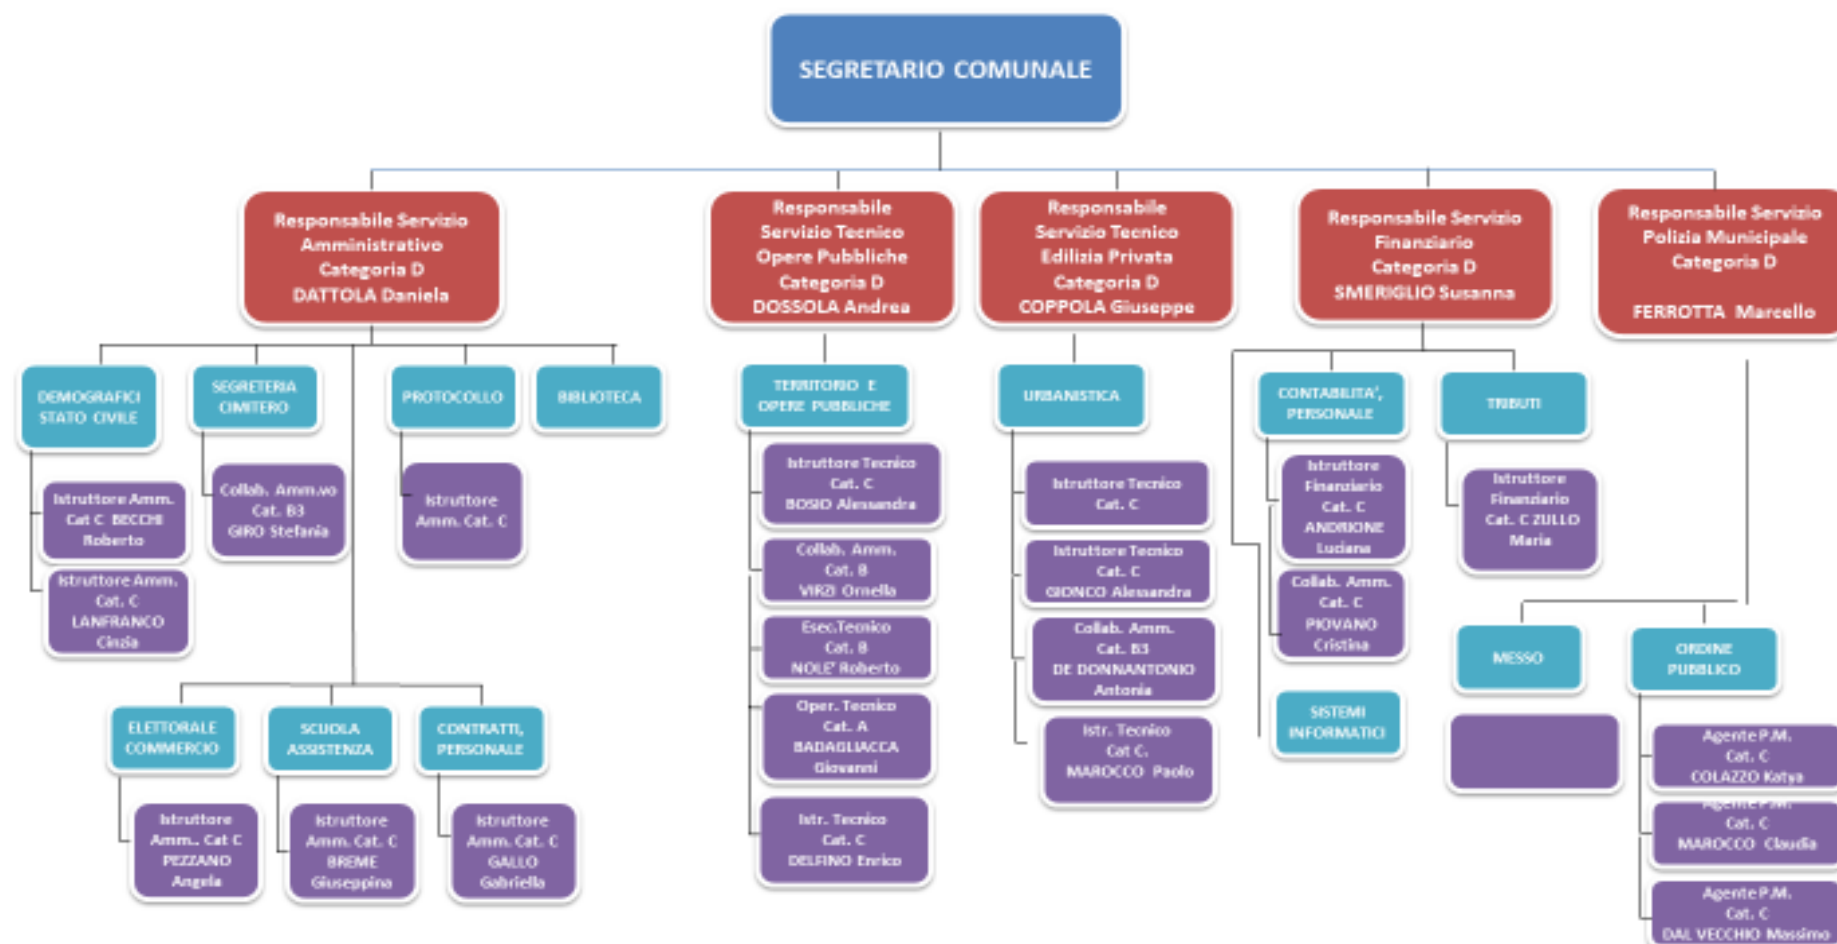 SEGRETARIO COMUNALE
Responsabile Servizio
Amministrativo
Categoria D
DATTOLA Daniela
Responsabile
Servizio Tecnico
Opere Pubbliche
Categoria D
DOSSOLA Andrea
Responsabile
Servizio Tecnico
Edilizia Privata
Categoria D
COPPOLA Giuseppe
Responsabile Servizio
Finanziario
Categoria D
SMERIGLIO Susanna
Responsabile Servizio
Polizia Municipale
Categoria D
FERROTTA Marcello
DEMOGRAFICI
STATO CIVILE
SEGRETERIA
CIMITERO
PROTOCOLLO
BIBLIOTECA
TERRITORIO E
OPERE PUBBLICHE
URBANISTICA
CONTABILITA',
PERSONALE
TRIBUTI
Istruttore Amm.
Cat C BECCHI
Roberto
Istruttore Amm.
Cat. C
LANFRANCO
Cinzia
Collab. Amm.vo
Cat. B3
GIRO Stefania
Istruttore
Amm. Cat. C
Istruttore Tecnico
Cat. C
BOSIO Alessandra
Collab. Amm.
Cat. B
VIRZI Ornella
Esec.Tecnico
Cat. B
NOLE' Roberto
Oper. Tecnico
Cat. A
BADAGLIACCA
Giovanni
Istr. Tecnico
Cat. C
DELFINO Enrico
Istruttore Tecnico
Cat. C
Istruttore Tecnico
Cat. C
GIONCO Alessandra
Collab. Amm.
Cat. B3
DE DONNANTONIO
Antonia
Istr. Tecnico
Cat C.
MAROCCO Paolo
Istruttore
Finanziario
Cat. C
ANDRIONE
Luciana
Collab. Amm.
Cat. C
PIOVANO
Cristina
SISTEMI
INFORMATICI
Istruttore
Finanziario
Cat. C ZULLO
Maria
MESSO
ORDINE
PUBBLICO
Agente P.M.
Cat. C
COLAZZO Katya
Agente P.M.
Cat. C
MAROCCO Claudia
Agente P.M.
Cat. C
DAL VECCHIO Massimo
ELETTORALE
COMMERCIO
SCUOLA
ASSISTENZA
CONTRATTI,
PERSONALE
Istruttore
Amm.. Cat C
PEZZANO
Angela
Istruttore
Amm. Cat. C
BREME
Giuseppina
Istruttore
Amm. Cat. C
GALLO
Gabriella